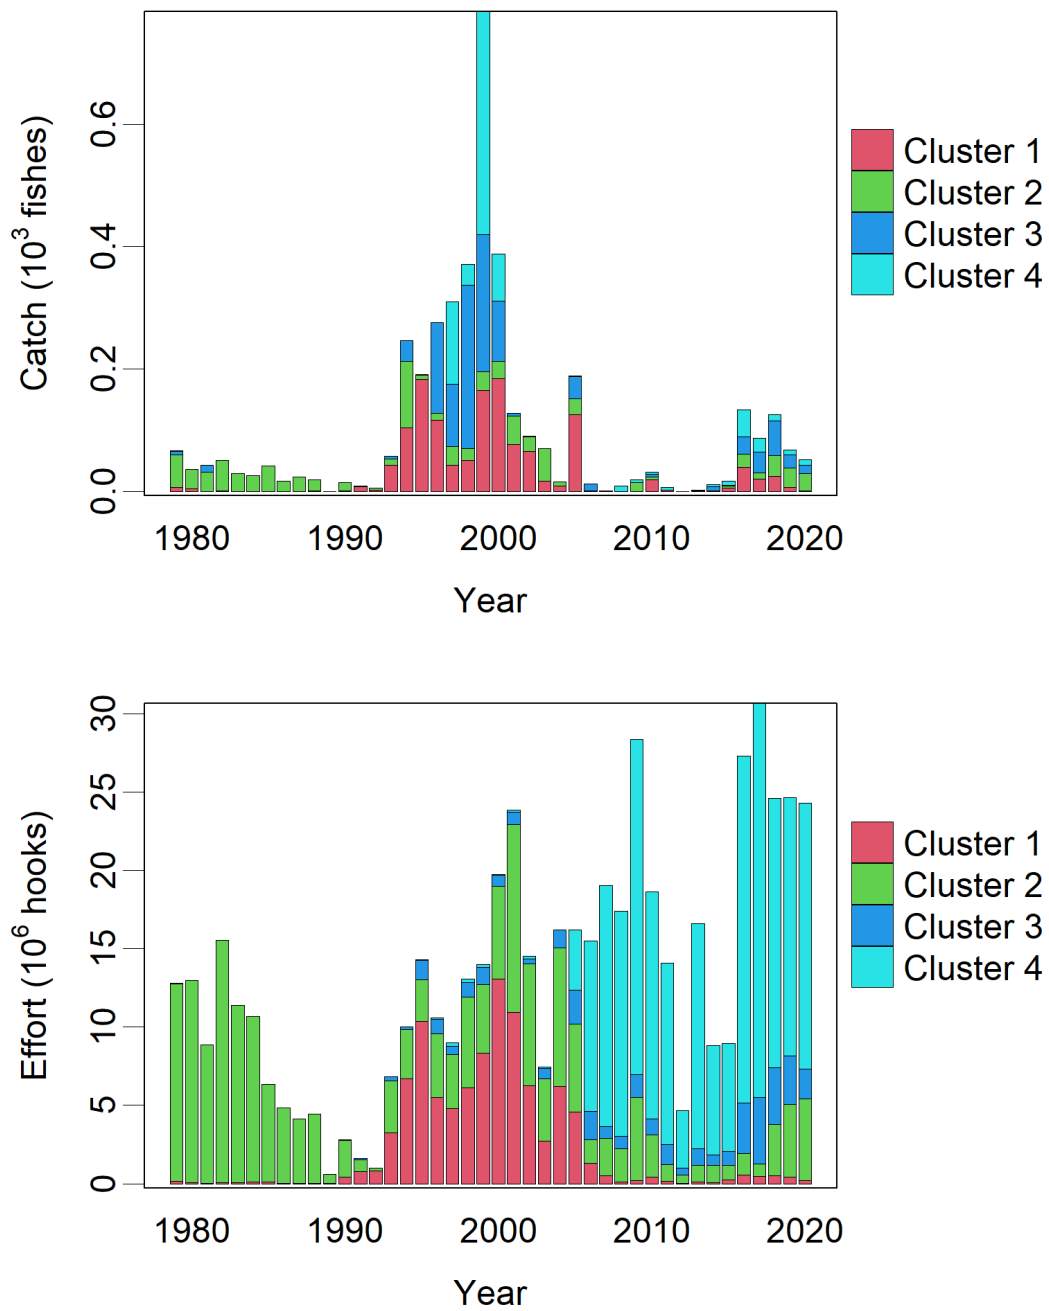 Catch (10³ fishes)
0.6
0.4
0.2
0.0
1980 1990 2000 2010 2020
Year
Cluster 1
Cluster 2
Cluster 3
Cluster 4
Effort (10⁶ hooks)
30
25
20
15
10
5
0
1980 1990 2000 2010 2020
Year
Cluster 1
Cluster 2
Cluster 3
Cluster 4